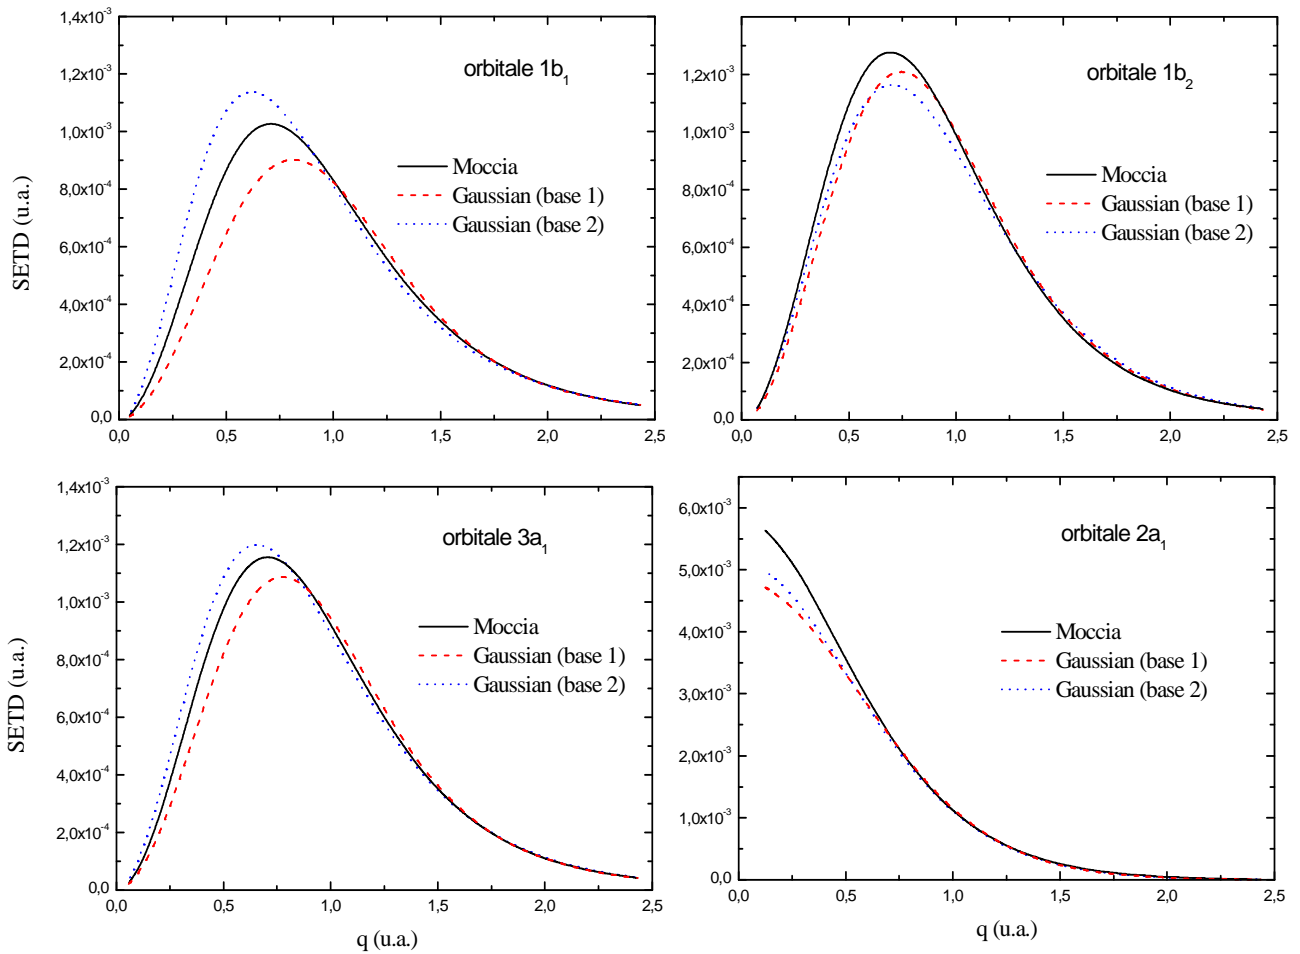 orbitale 1b1
SETD (u.a.)
1,4x10-3
1,2x10-3
1,0x10-3
8,0x10-4
6,0x10-4
4,0x10-4
2,0x10-4
0,0
Moccia
Gaussian (base 1)
Gaussian (base 2)
0,0 0,5 1,0 1,5 2,0 2,5
orbitale 1b2
1,4x10-3
1,2x10-3
1,0x10-3
8,0x10-4
6,0x10-4
4,0x10-4
2,0x10-4
0,0
Moccia
Gaussian (base 1)
Gaussian (base 2)
0,0 0,5 1,0 1,5 2,0 2,5
orbitale 3a1
SETD (u.a.)
1,4x10-3
1,2x10-3
1,0x10-3
8,0x10-4
6,0x10-4
4,0x10-4
2,0x10-4
0,0
Moccia
Gaussian (base 1)
Gaussian (base 2)
0,0 0,5 1,0 1,5 2,0 2,5
q (u.a.)
orbitale 2a1
6,0x10-3
5,0x10-3
4,0x10-3
3,0x10-3
2,0x10-3
1,0x10-3
0,0
Moccia
Gaussian (base 1)
Gaussian (base 2)
0,0 0,5 1,0 1,5 2,0 2,5
q (u.a.)